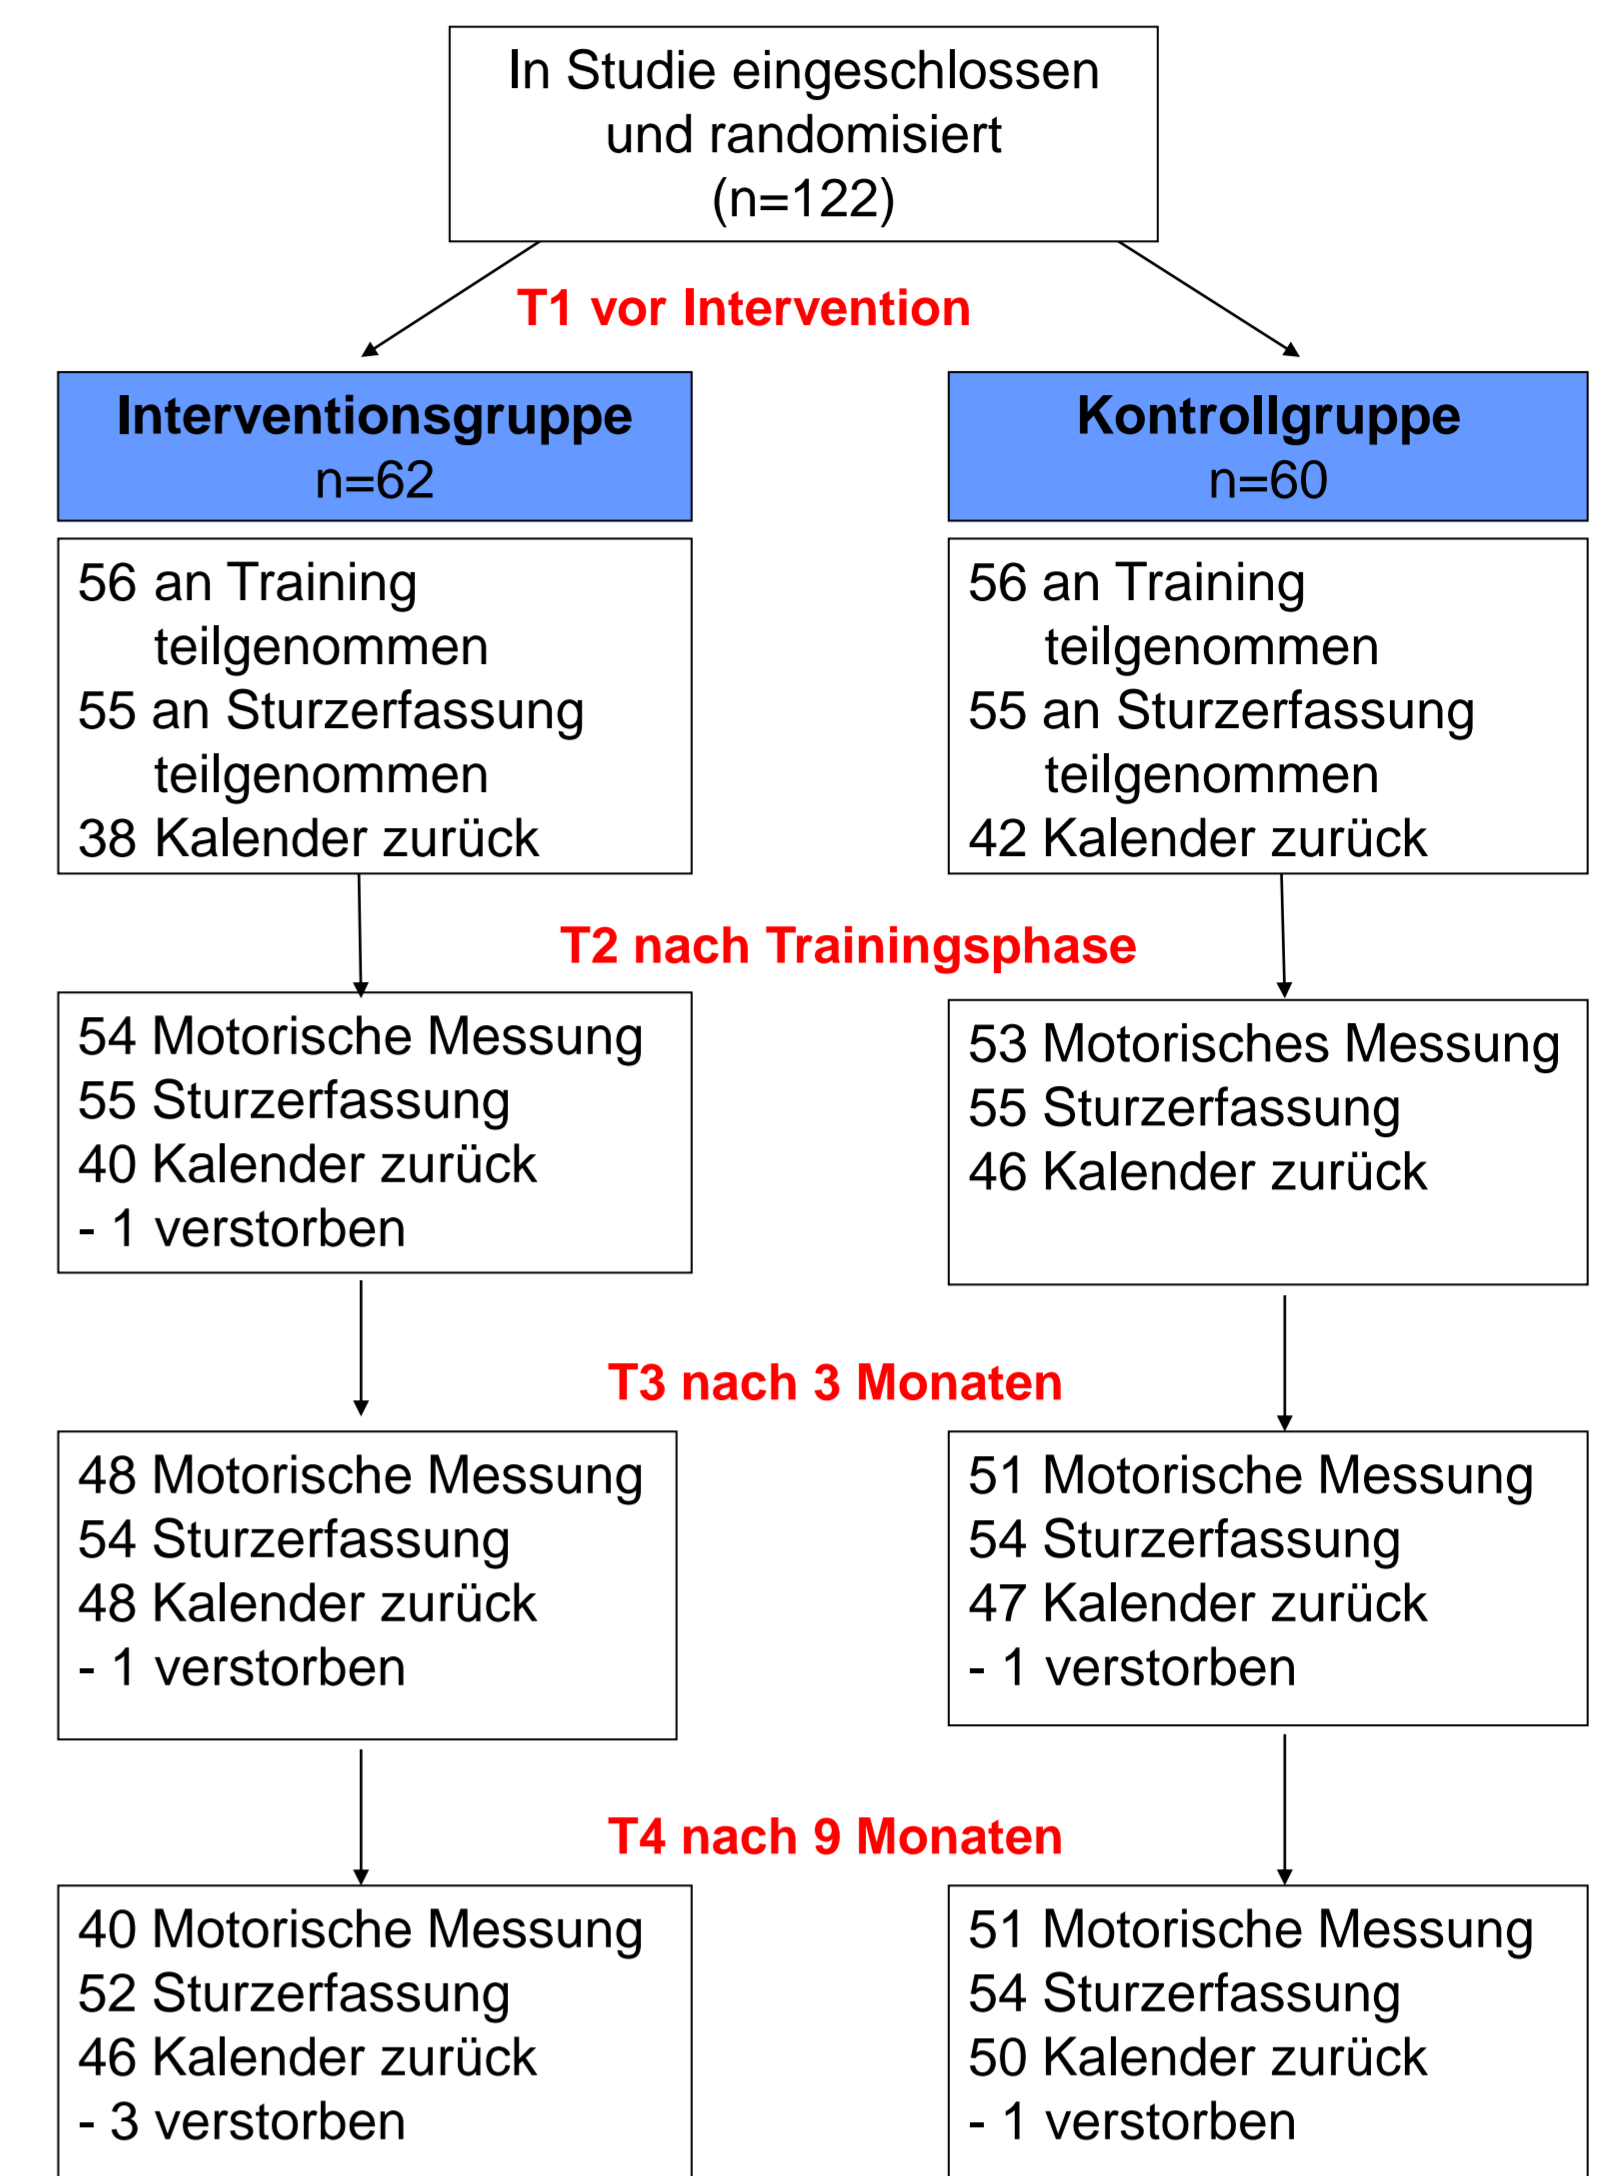 In Studie eingeschlossen
und randomisiert
(n=122)
T1 vor Intervention
Interventionsgruppe
n=62
Kontrollgruppe
n=60
56 an Training
teilgenommen
55 an Sturzerfassung
teilgenommen
38 Kalender zurück
56 an Training
teilgenommen
55 an Sturzerfassung
teilgenommen
42 Kalender zurück
T2 nach Trainingsphase
54 Motorische Messung
55 Sturzerfassung
40 Kalender zurück
- 1 verstorben
53 Motorisches Messung
55 Sturzerfassung
46 Kalender zurück
T3 nach 3 Monaten
48 Motorische Messung
54 Sturzerfassung
48 Kalender zurück
- 1 verstorben
51 Motorische Messung
54 Sturzerfassung
47 Kalender zurück
- 1 verstorben
T4 nach 9 Monaten
40 Motorische Messung
52 Sturzerfassung
46 Kalender zurück
- 3 verstorben
51 Motorische Messung
54 Sturzerfassung
50 Kalender zurück
- 1 verstorben